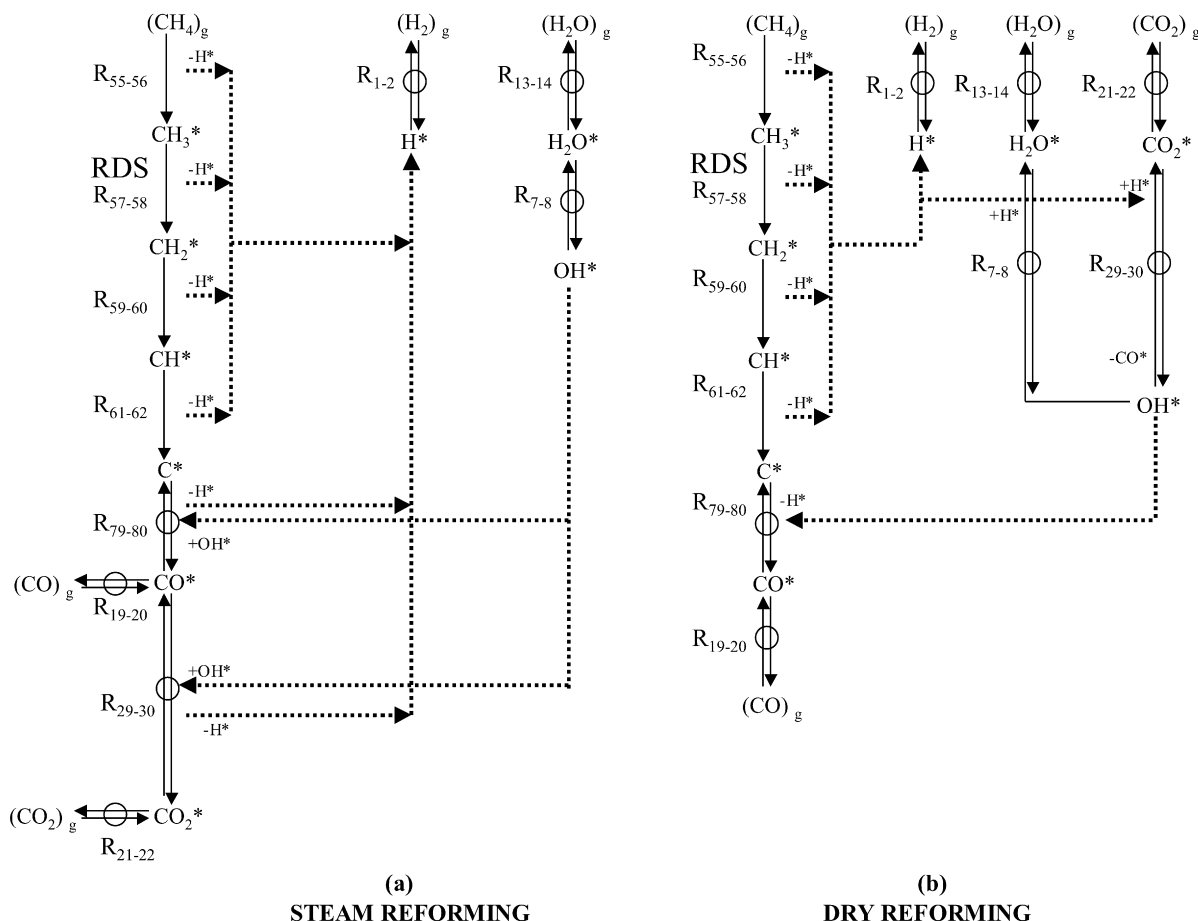 (CH4) g
-H*
R55-56
CH3*
RDS
-H*
R57-58
CH2*
-H*
R59-60
CH*
R61-62
-H*
C*
-H*
R79-80
+OH*
(CO) g
CO*
R19-20
+OH*
R29-30
-H*
(CO2) g
CO2*
R21-22
(H2) g
R1-2
H*
(H2O) g
R13-14
H2O*
R7-8
OH*
(a)
STEAM REFORMING
(CH4) g
-H*
R55-56
CH3*
RDS
-H*
R57-58
CH2*
-H*
R59-60
CH*
R61-62
-H*
C*
R79-80
-H*
CO*
R19-20
(CO) g
(H2) g
R1-2
H*
(H2O) g
R13-14
H2O*
+H*
R7-8
(CO2) g
R21-22
CO2*
+H*
R29-30
-CO*
OH*
(b)
DRY REFORMING